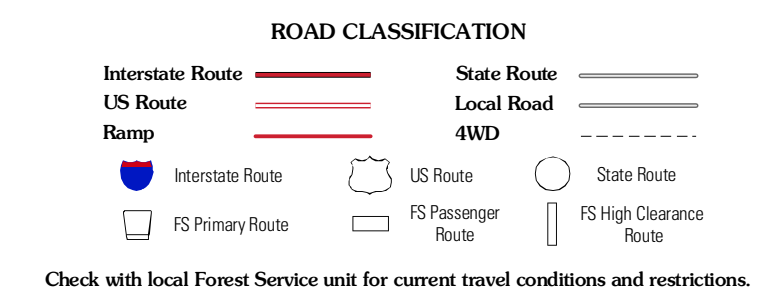 ROAD CLASSIFICATION
Interstate Route
State Route
US Route
Local Road
Ramp
4WD
Interstate Route
US Route
State Route
FS Primary Route
FS Passenger
Route
FS High Clearance
Route
Check with local Forest Service unit for current travel conditions and restrictions.